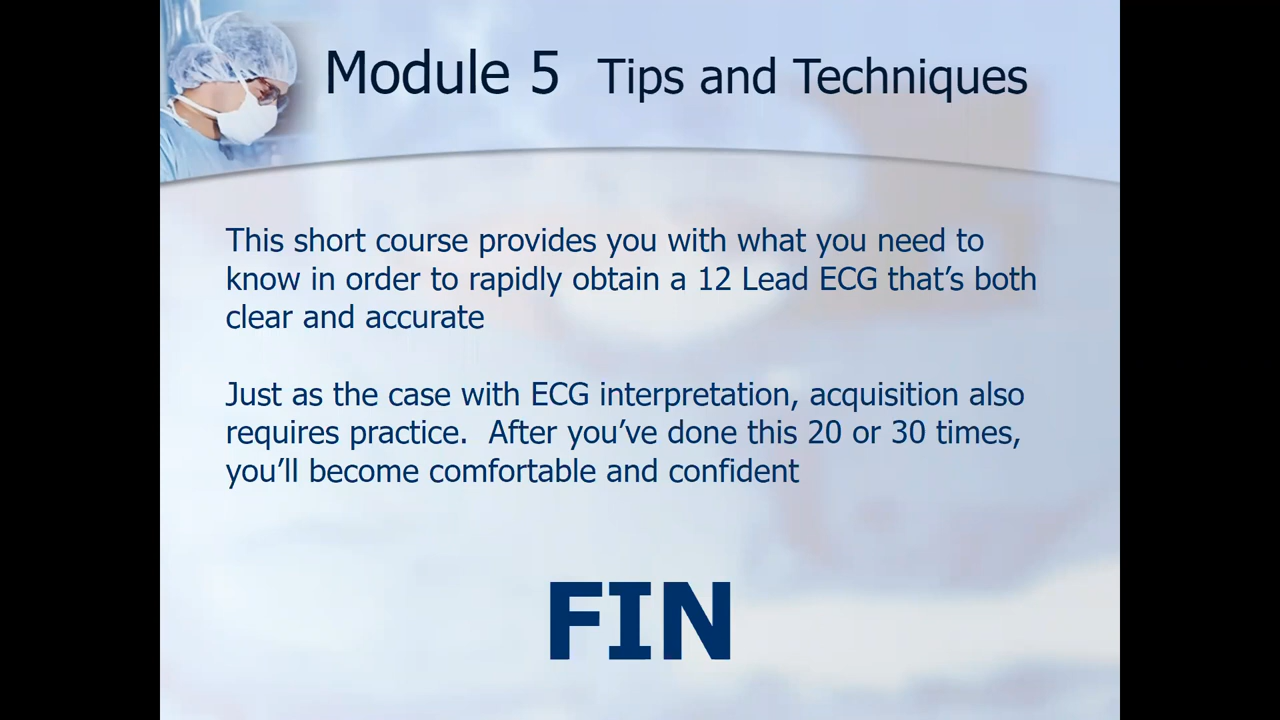 Module 5 Tips and Techniques
This short course provides you with what you need to
know in order to rapidly obtain a 12 Lead ECG that’s both
clear and accurate
Just as the case with ECG interpretation, acquisition also
requires practice. After you’ve done this 20 or 30 times,
you’ll become comfortable and confident
FIN